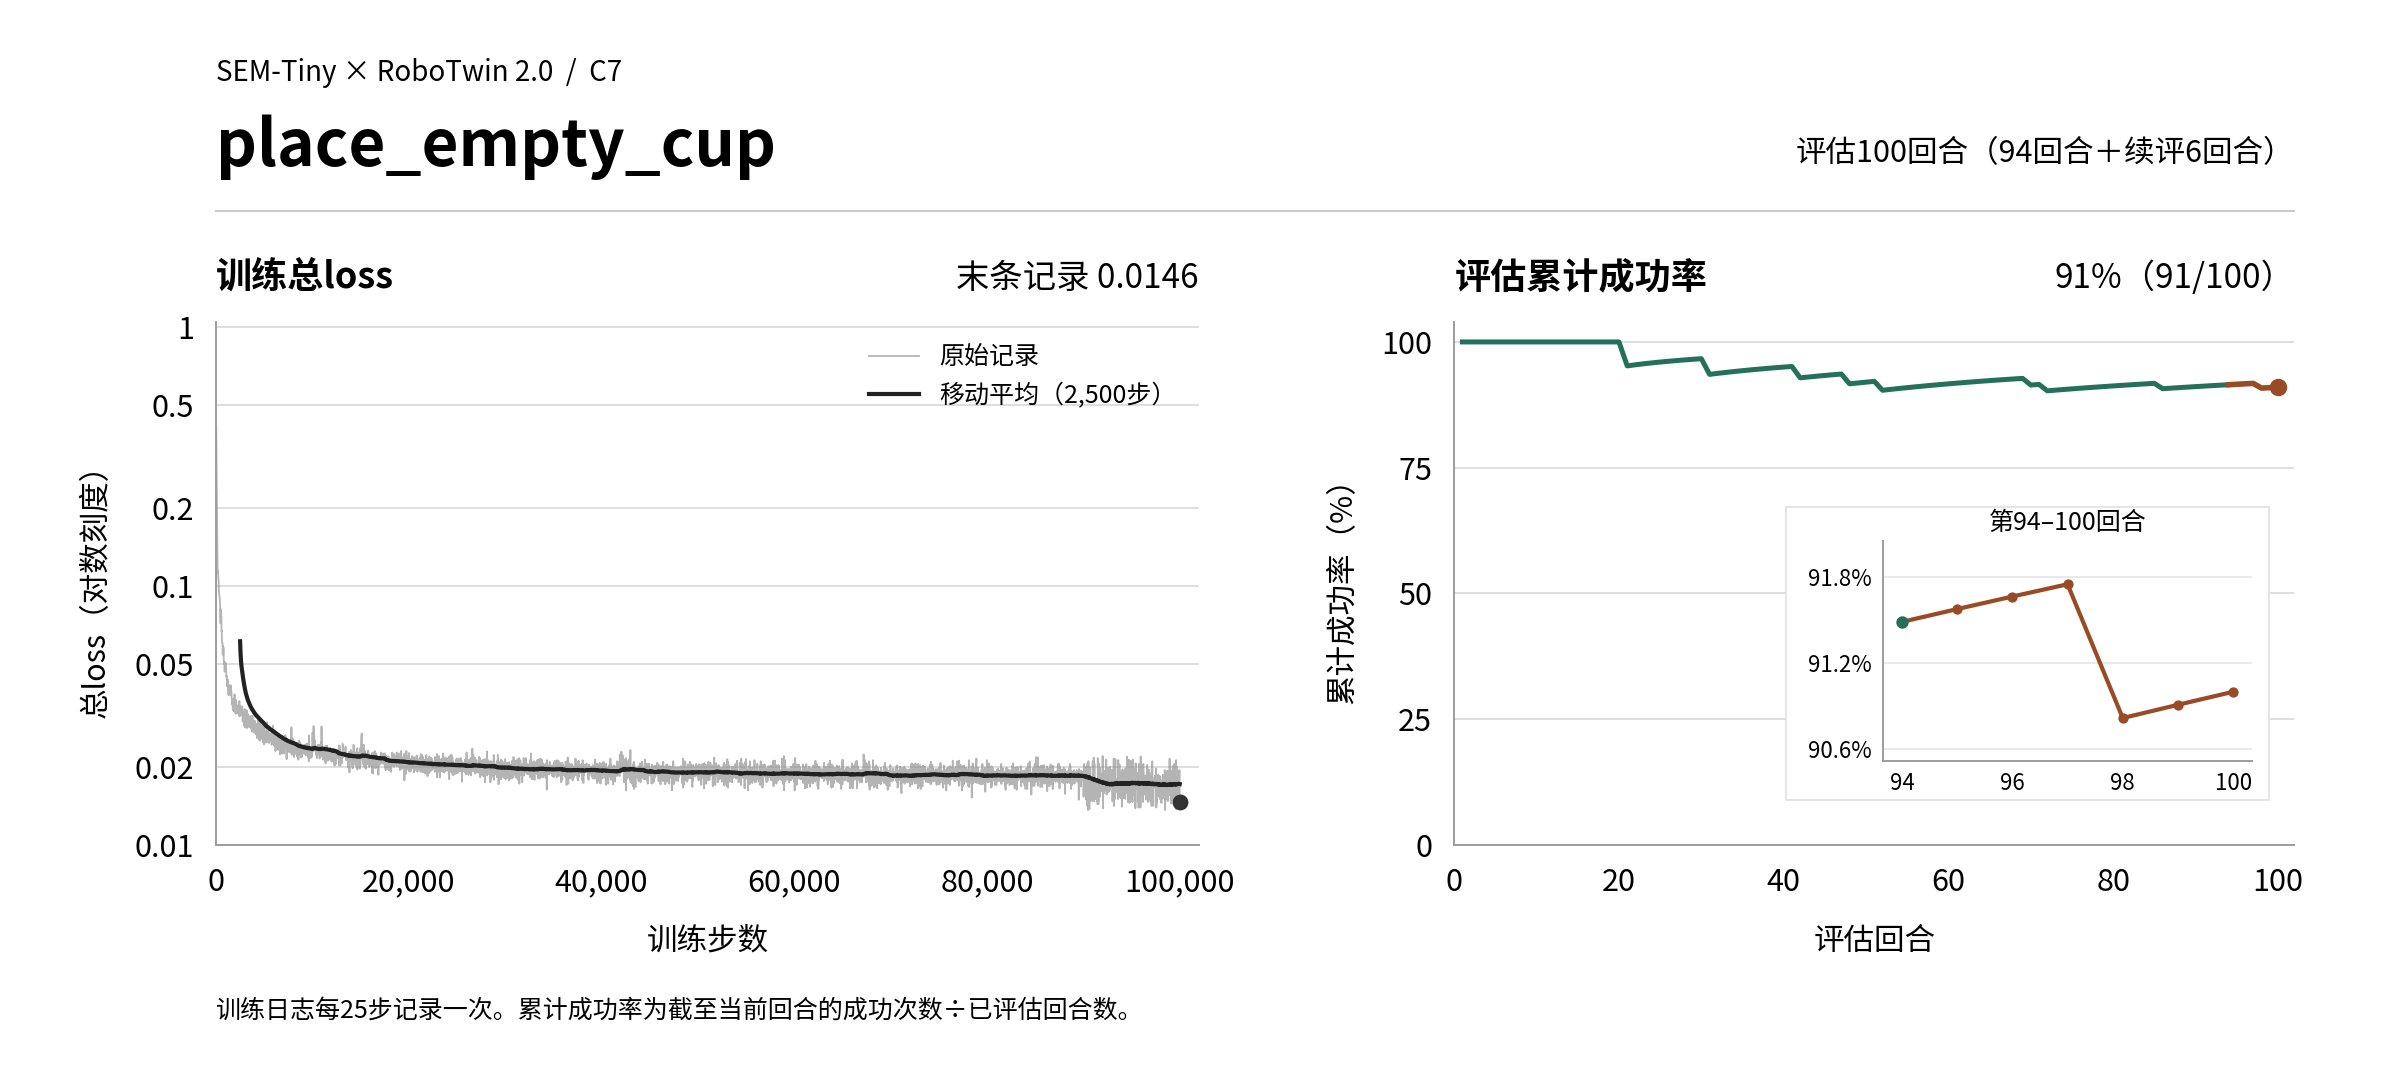 SEM-Tiny × RoboTwin 2.0 / C7
place_empty_cup
评估100回合（94回合＋续评6回合）
训练总loss
末条记录 0.0146
1
0.5
0.2
0.1
0.05
0.02
0.01
总loss（对数刻度）
原始记录
移动平均（2,500步）
0
20,000
40,000
60,000
80,000
100,000
训练步数
评估累计成功率
91%（91/100）
100
75
50
25
0
累计成功率（%）
第94–100回合
91.8%
91.2%
90.6%
94
96
98
100
0
20
40
60
80
100
评估回合
训练日志每25步记录一次。累计成功率为截至当前回合的成功次数÷已评估回合数。